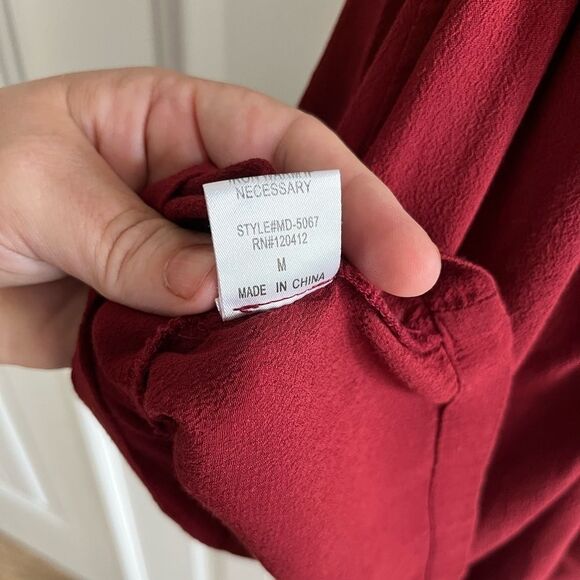 NECESSARY
STYLE#MD-5067
RN#120412
M
MADE IN CHINA